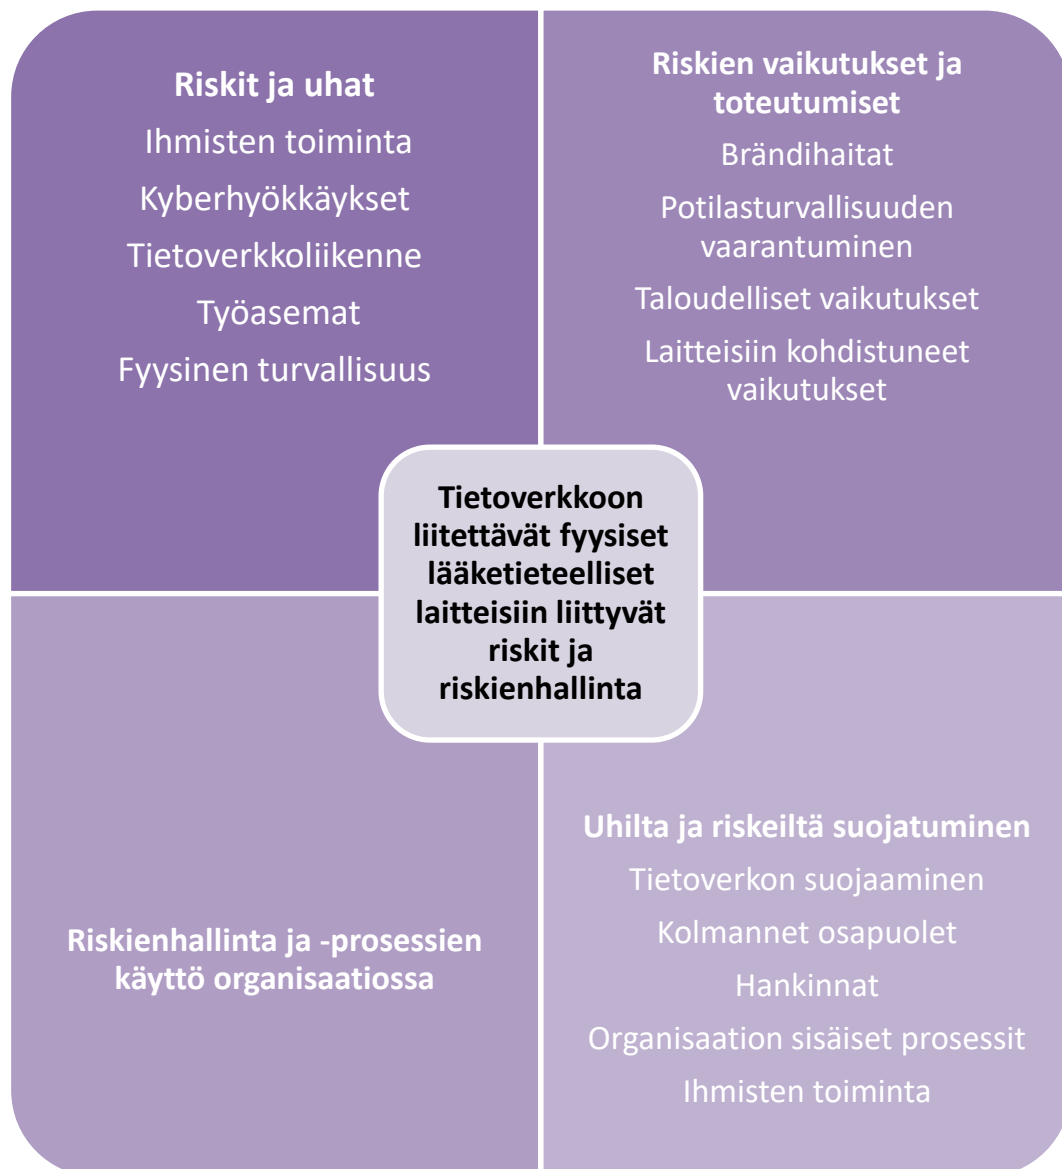 Riskit ja uhat
Ihmisten toiminta
Kyberhyökkäykset
Tietoverkkoliikenne
Työasemat
Fyysinen turvallisuus
Riskien vaikutukset ja
toteutumiset
Brändihaitat
Potilasturvallisuuden
vaarantuminen
Taloudelliset vaikutukset
Laitteisiin kohdistuneet
vaikutukset
Tietoverkkoon
liitettävät fyysiset
lääketieteelliset
laitteisiin liittyvät
riskit ja
riskienhallinta
Riskienhallinta ja -prosessien
käyttö organisaatiossa
Uhilta ja riskeiltä suojatuminen
Tietoverkon suojaaminen
Kolmannet osapuolet
Hankinnat
Organisaation sisäiset prosessit
Ihmisten toiminta